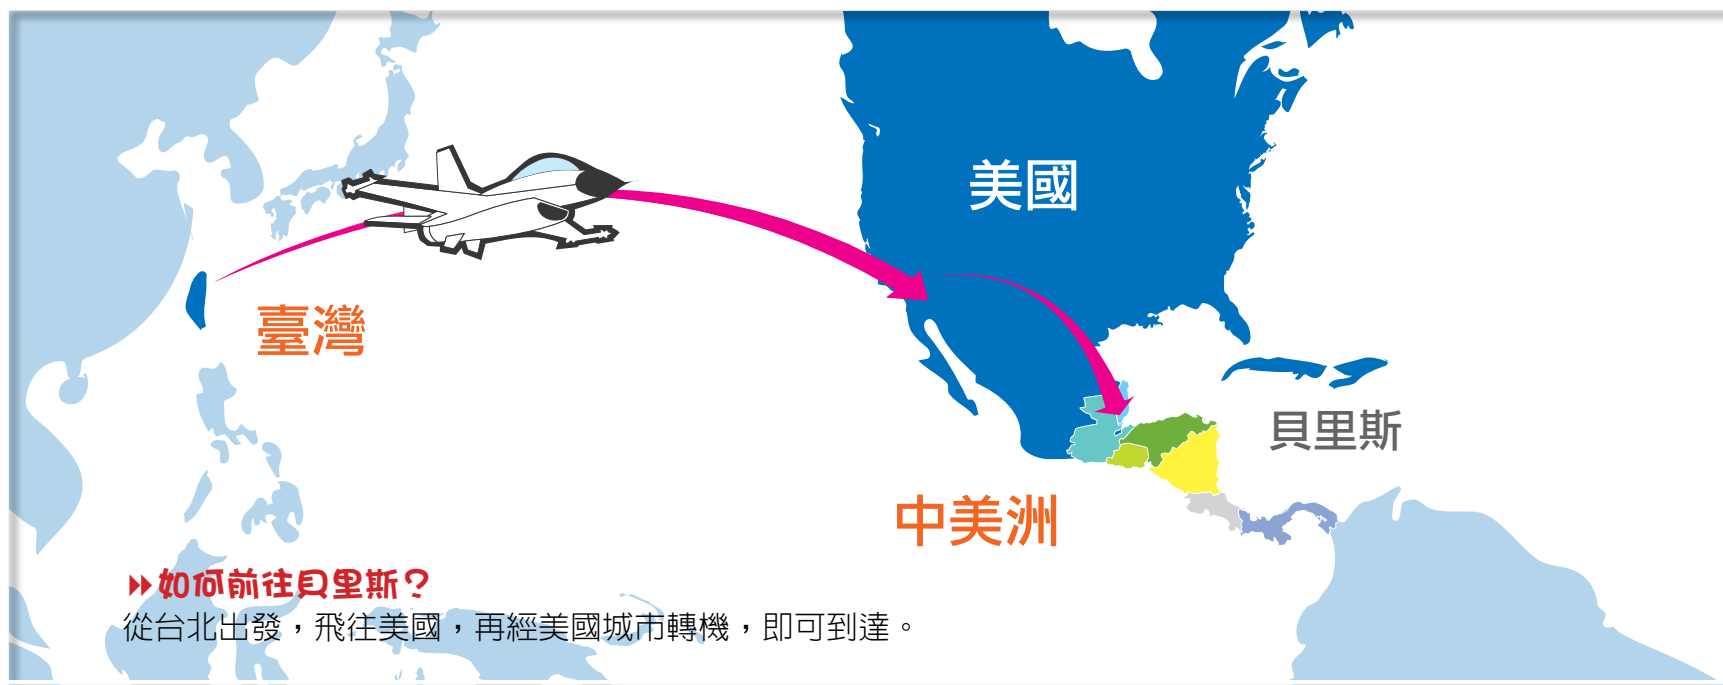 美國
臺灣
貝里斯
中美洲
如何前往貝里斯？
從台北出發，飛往美國，再經美國城市轉機，即可到達。